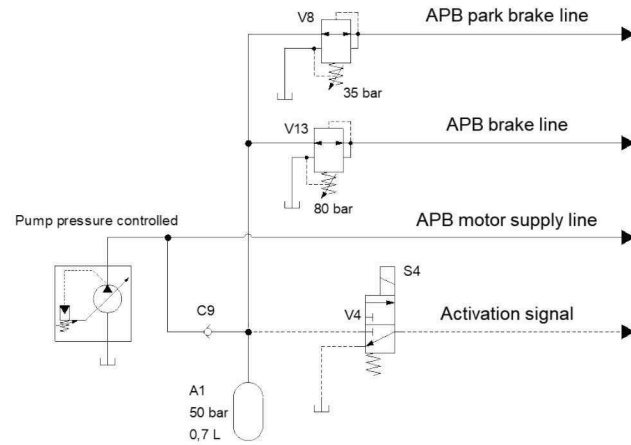 V8
APB park brake line
35 bar
V13
APB brake line
80 bar
Pump pressure controlled
APB motor supply line
S4
C9
V4
Activation signal
A1
50 bar
0,7 L